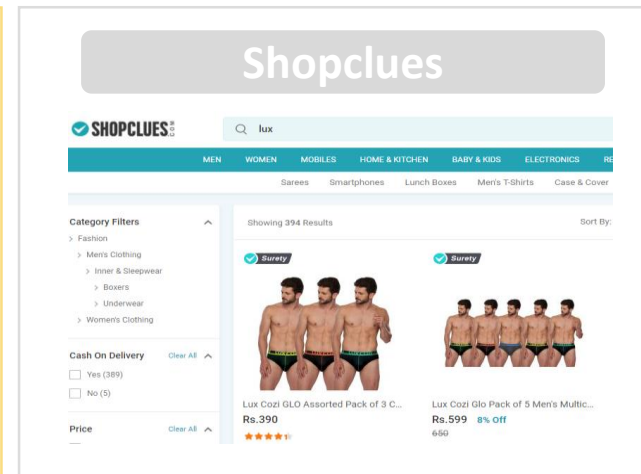 Shopclues
SHOPCLUES.COM
lux
MEN WOMEN MOBILES HOME & KITCHEN BABY & KIDS ELECTRONICS RE
Sarees Smartphones Lunch Boxes Men's T-Shirts Case & Cover
Category Filters
> Fashion
> Men's Clothing
> Inner & Sleepwear
> Boxers
> Underwear
> Women's Clothing
Cash On Delivery Clear All
Yes (389)
No (5)
Price Clear All
Showing 394 Results Sort By:
Surety
Lux Cozi GLO Assorted Pack of 3 C...
Rs.390
Surety
Lux Cozi Glo Pack of 5 Men's Multic...
Rs.599 8% Off
650